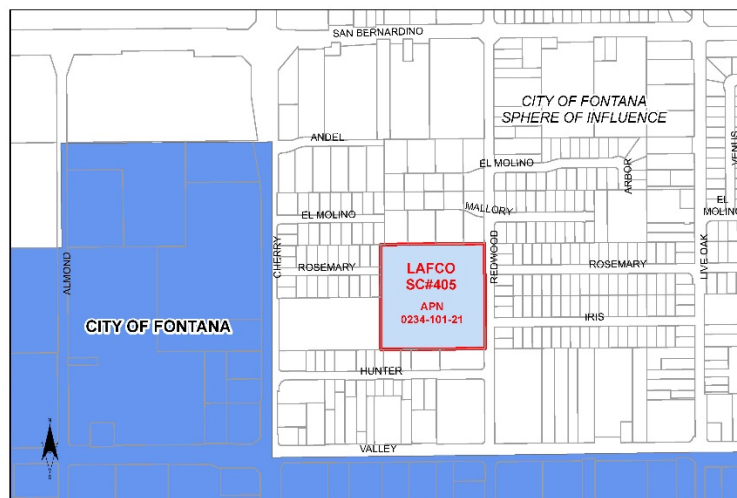 SAN BERNARDINO
CITY OF FONTANA
SPHERE OF INFLUENCE
VENUS
ANDEL
EL MOLINO
ARBOR
MALLORY
EL
MOLINO
EL MOLINO
CHERRY
REDWOOD
LIVE OAK
ALMOND
ROSEMARY
LAFCO
SC#405
APN
0234-101-21
ROSEMARY
IRIS
CITY OF FONTANA
HUNTER
VALLEY